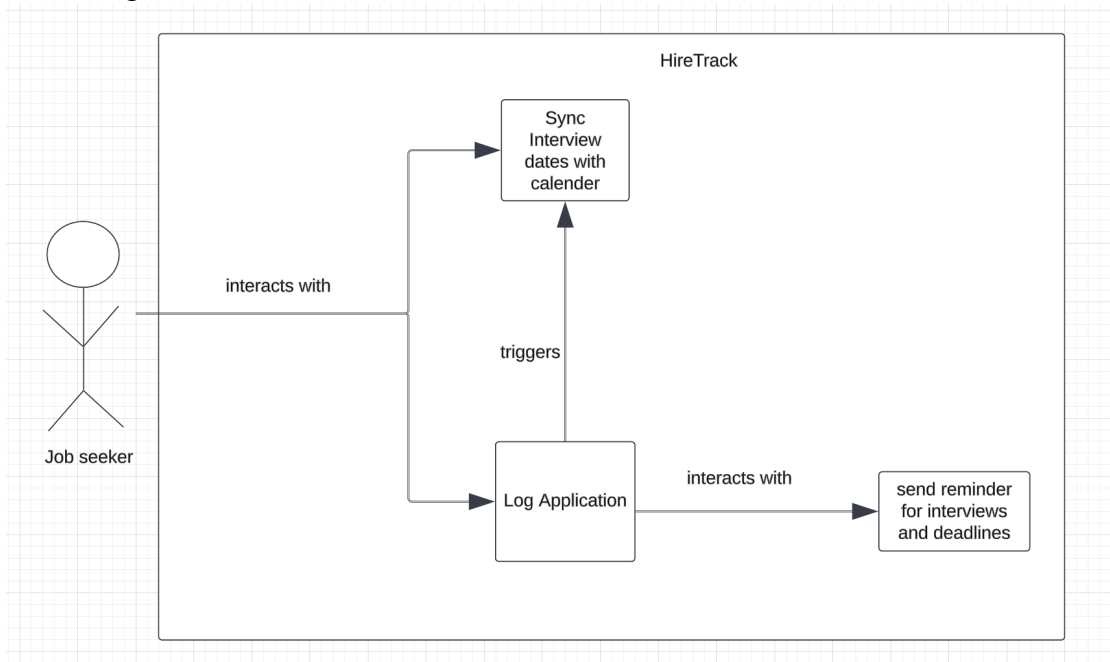 HireTrack
Sync
Interview
dates with
calender
interacts with
triggers
Job seeker
Log Application
interacts with
send reminder
for interviews
and deadlines